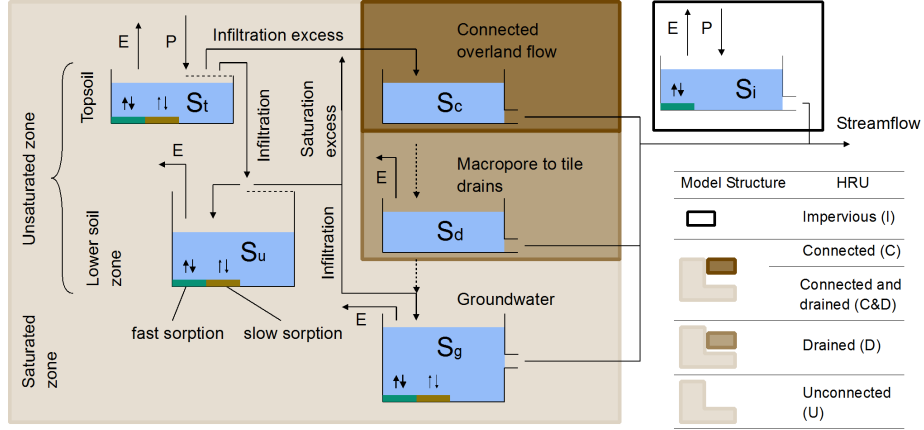 E
P
Infiltration excess
Connected
overland flow
E
P
Topsoil
St
Infiltration
Saturation
excess
Sc
Si
Streamflow
Unsaturated zone
E
Macropore to tile
drains
E
Model Structure
HRU
Impervious (I)
Lower soil
zone
Su
Sd
Infiltration
Connected (C)
Connected and
drained (C&D)
fast sorption
slow sorption
Groundwater
E
Saturated
zone
Sg
Drained (D)
Unconnected
(U)